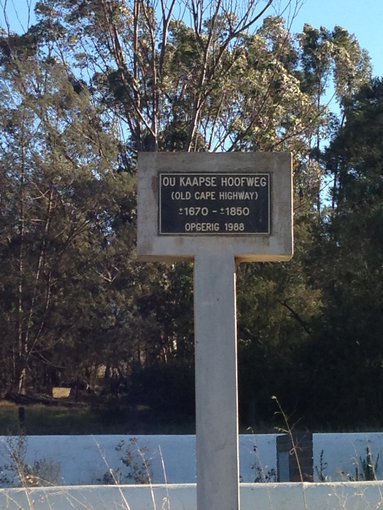 OU KAAPSE HOOFWEG
(OLD CAPE HIGHWAY)
±1670 - ±1850
OPGERIG 1988